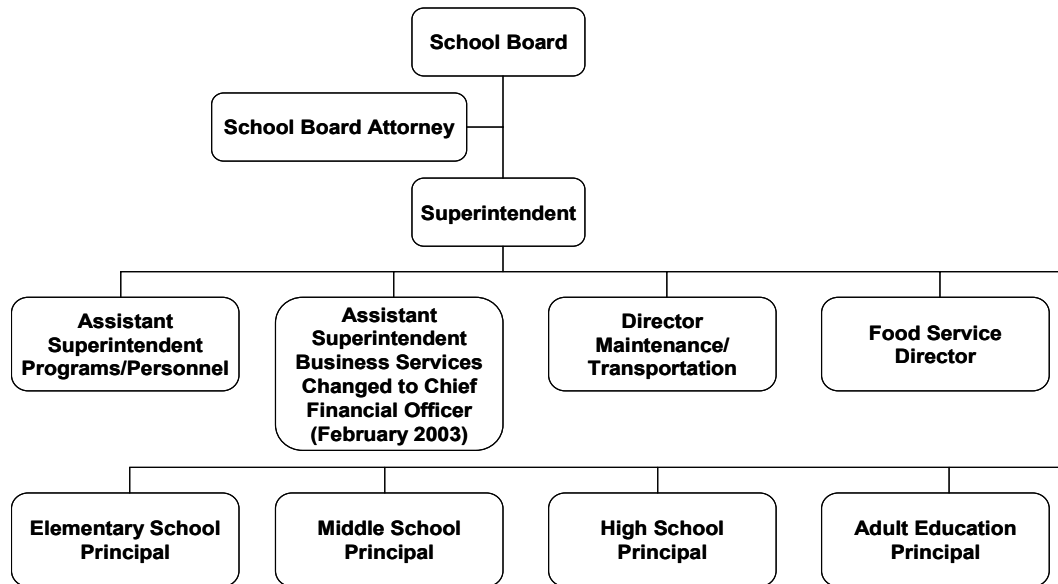 School Board
School Board Attorney
Superintendent
Assistant
Superintendent
Programs/Personnel
Assistant
Superintendent
Business Services
Changed to Chief
Financial Officer
(February 2003)
Director
Maintenance/
Transportation
Food Service
Director
Elementary School
Principal
Middle School
Principal
High School
Principal
Adult Education
Principal